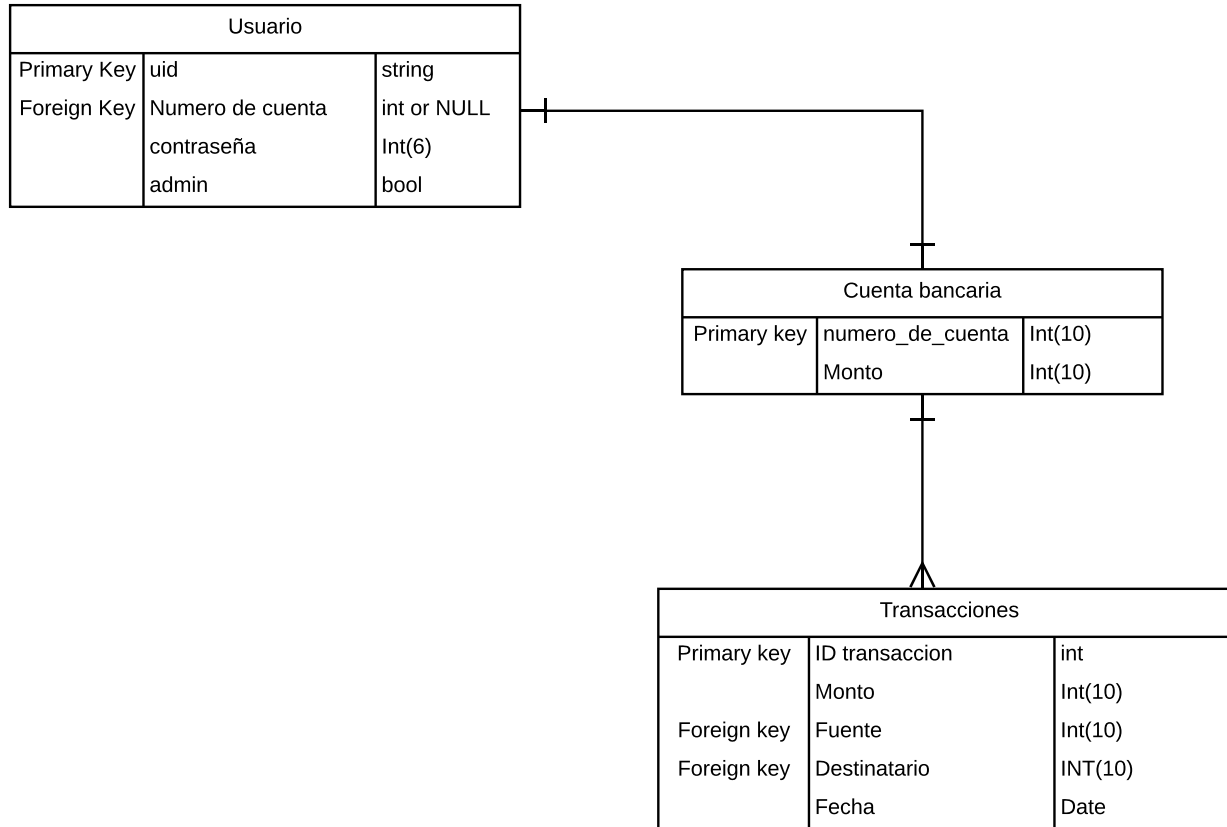 Usuario
Primary Key uid string
Foreign Key Numero de cuenta int or NULL
contraseña Int(6)
admin bool
Cuenta bancaria
Primary key numero_de_cuenta Int(10)
Monto Int(10)
Transacciones
Primary key ID transaccion int
Monto Int(10)
Foreign key Fuente Int(10)
Foreign key Destinatario INT(10)
Fecha Date